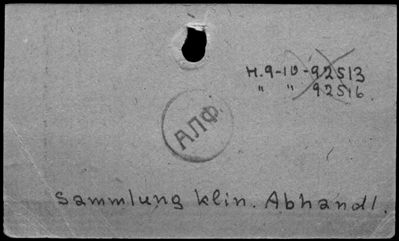 H.9-10-92513
" " 92516.
АЛФ.
Sammlung klin. Abhandl.